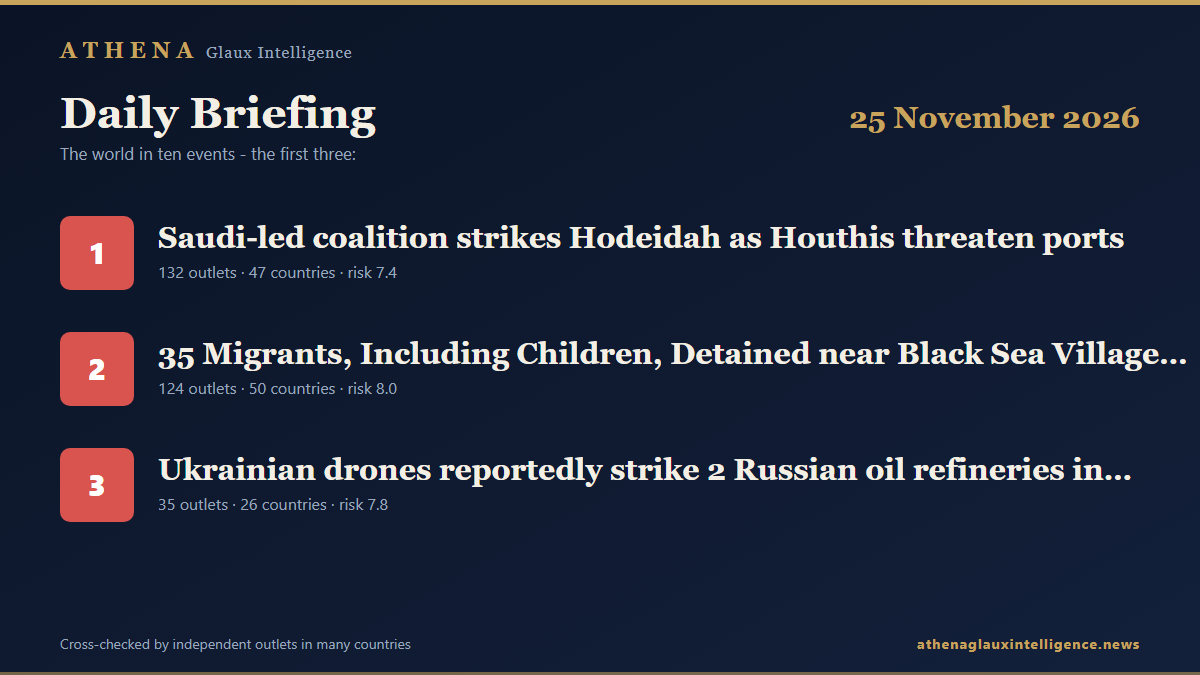 ATHENA Glaux Intelligence
Daily Briefing
25 November 2026
The world in ten events - the first three:
1
Saudi-led coalition strikes Hodeidah as Houthis threaten ports
132 outlets · 47 countries · risk 7.4
2
35 Migrants, Including Children, Detained near Black Sea Village...
124 outlets · 50 countries · risk 8.0
3
Ukrainian drones reportedly strike 2 Russian oil refineries in...
35 outlets · 26 countries · risk 7.8
Cross-checked by independent outlets in many countries
athenaglauxintelligence.news